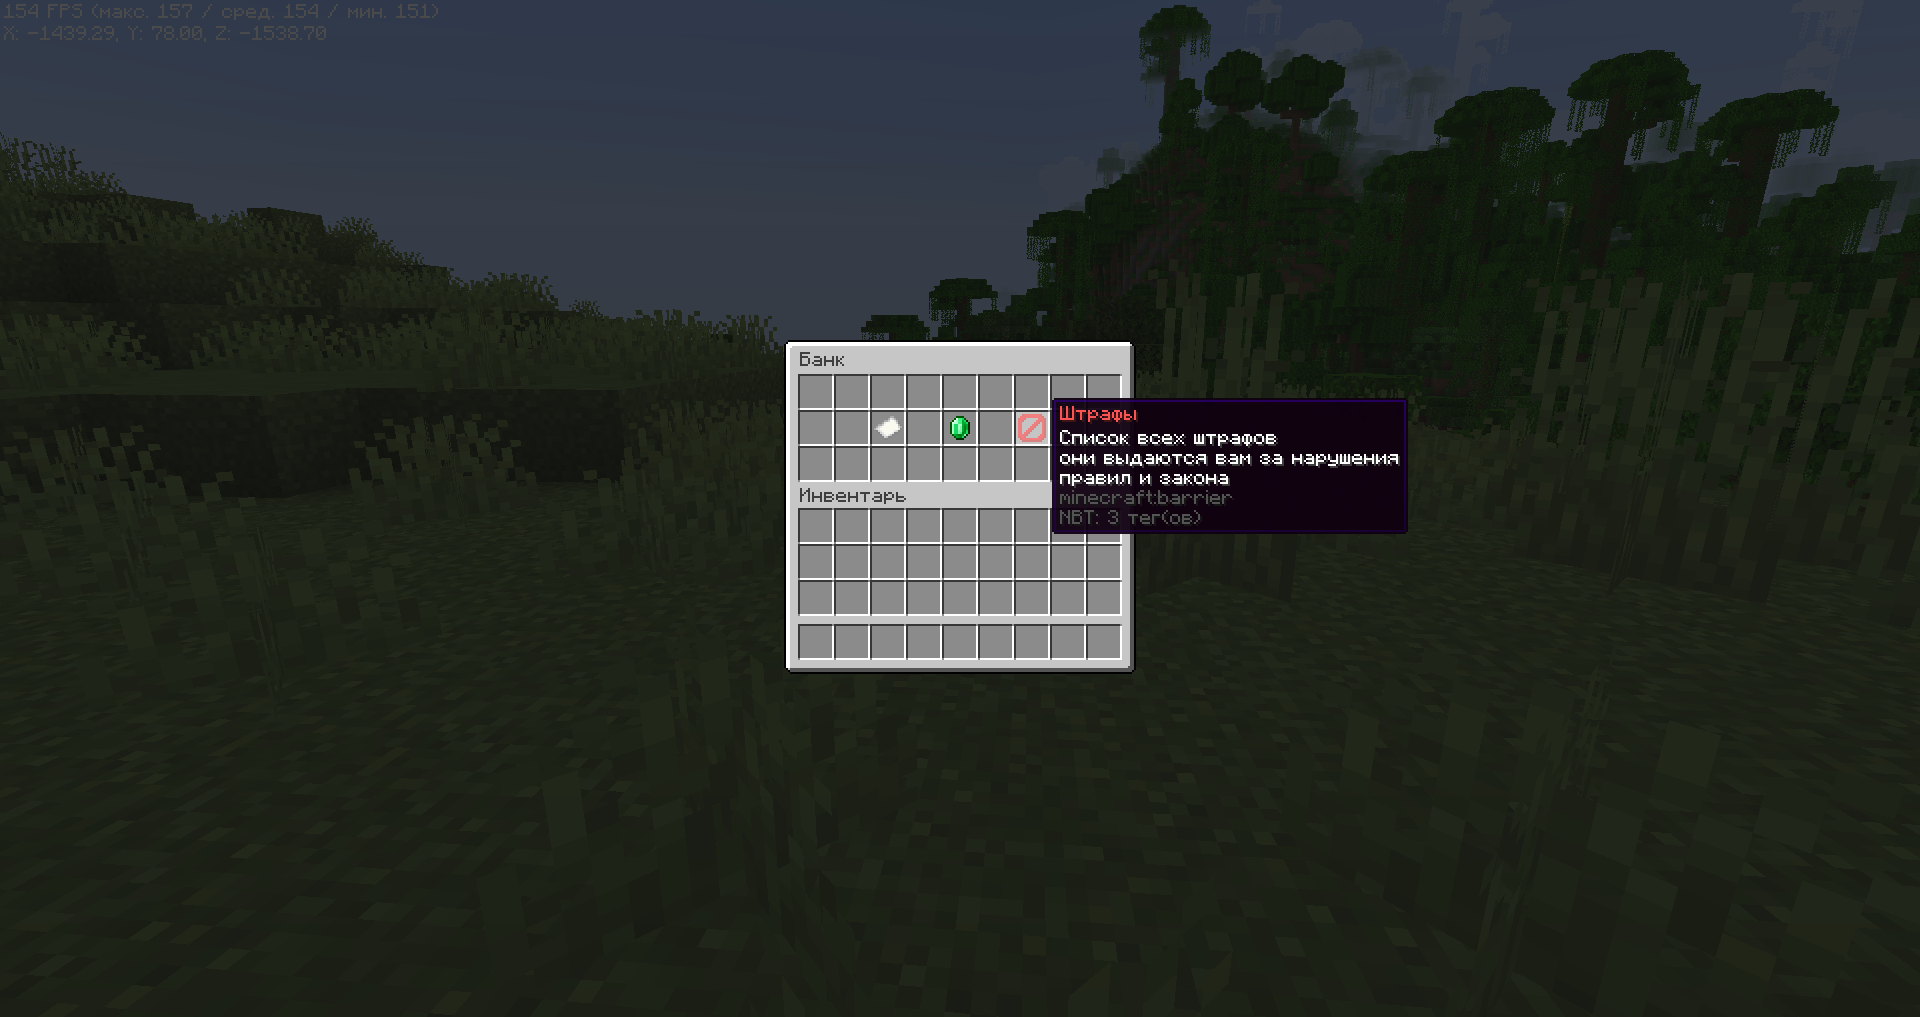 154 FPS (макс. 157 / сред. 154 / мин. 151)
X: -1439.29, Y: 78.00, Z: -1538.70
Банк
Штрафы
Список всех штрафов
они выдаются вам за нарушения
правил и закона
minecraft:barrier
NBT: 3 тег(ов)
Инвентарь